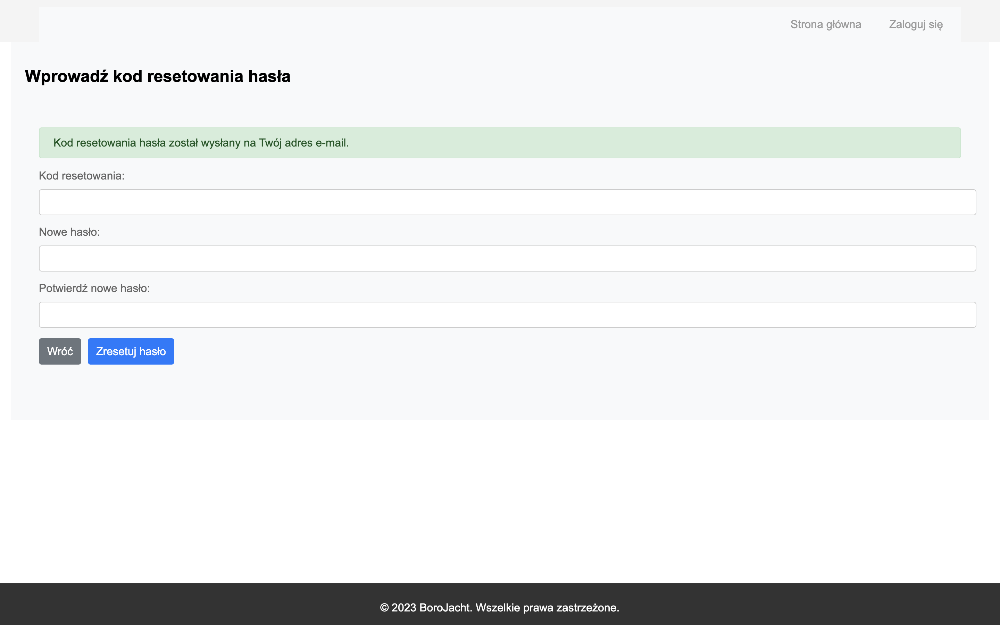 Strona główna
Zaloguj się
Wprowadź kod resetowania hasła
Kod resetowania hasła został wysłany na Twój adres e-mail.
Kod resetowania:
Nowe hasło:
Potwierdź nowe hasło:
Wróć
Zresetuj hasło
© 2023 BoroJacht. Wszelkie prawa zastrzeżone.